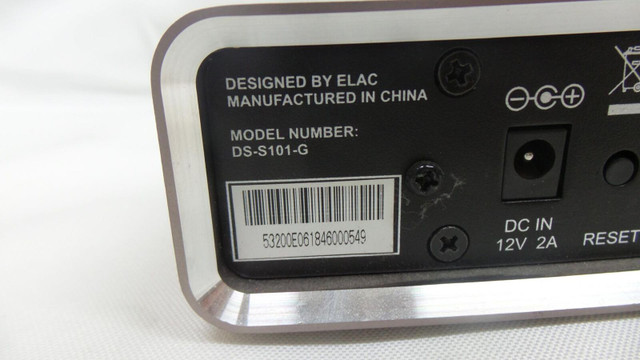 DESIGNED BY ELAC
MANUFACTURED IN CHINA
MODEL NUMBER:
DS-S101-G
53200E061846000549
DC IN
12V 2A
RESET